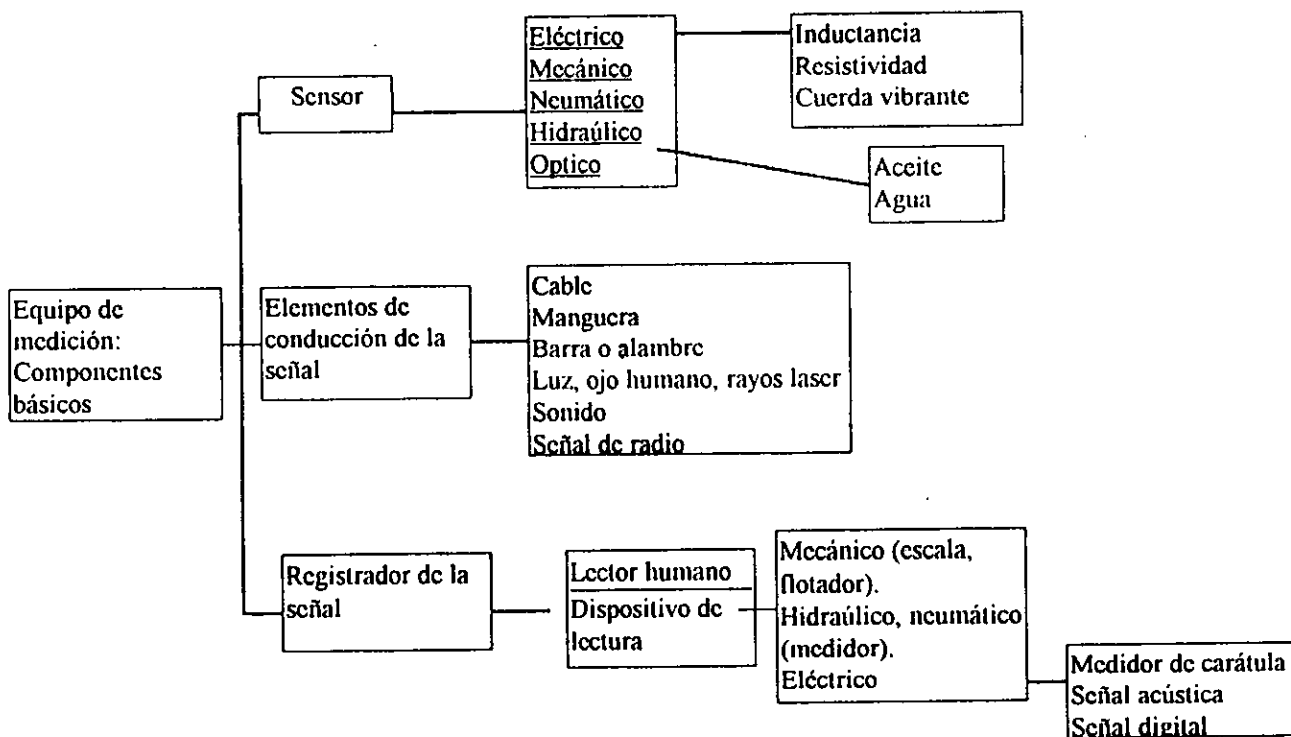 Sensor
Eléctrico
Mecánico
Neumático
Hidraúlico
Optico
Inductancia
Resistividad
Cuerda vibrante
Aceite
Agua
Equipo de
medición:
Componentes
básicos
Elementos de
conducción de la
señal
Cable
Manguera
Barra o alambre
Luz, ojo humano, rayos laser
Sonido
Señal de radio
Registrador de la
señal
Lector humano
Dispositivo de
lectura
Mecánico (escala,
flotador).
Hidraúlico, neumático
(medidor).
Eléctrico
Medidor de carátula
Señal acústica
Señal digital